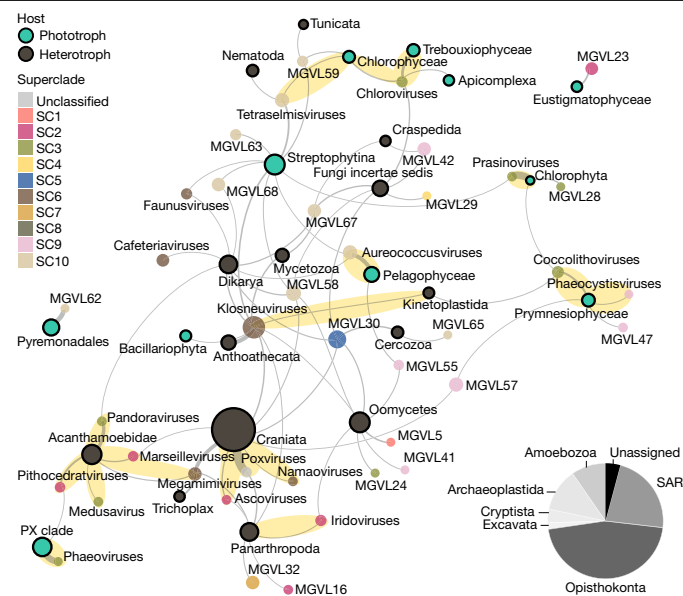 Host
Phototroph
Heterotroph
Superclade
Unclassified
SC1
SC2
SC3
SC4
SC5
SC6
SC7
SC8
SC9
SC10
Tunicata
Nematoda
MGVL59
Chlorophyceae
Trebouxiophyceae
Apicomplexa
Chloroviruses
Tetraselmisviruses
MGVL23
Eustigmatophyceae
MGVL63
Streptophytina
Craspedida
MGVL42
Fungi incertae sedis
Prasinoviruses
Chlorophyta
MGVL28
MGVL68
Faunusviruses
MGVL29
MGVL67
Cafeteriaviruses
Dikarya
Mycetozoa
MGVL58
Aureococcusviruses
Pelagophyceae
Coccolithoviruses
Phaeocystisviruses
Prymnesiophyceae
MGVL47
Kinetoplastida
Klosneuviruses
MGVL62
Pyremonadales
Bacillariophyta
Anthoathecata
MGVL30
Cercozoa
MGVL65
MGVL55
MGVL57
Pandoraviruses
Acanthamoebidae
Marseilleviruses
Pithocedratviruses
Medusavirus
Craniata
Poxviruses
Megamimiviruses
Trichoplax
Ascoviruses
Namaoviruses
Oomycetes
MGVL5
MGVL41
MGVL24
Iridoviruses
Panarthropoda
MGVL32
MGVL16
PX clade
Phaeoviruses
Amoebozoa
Unassigned
SAR
Archaeoplastida
Cryptista
Excavata
Opisthokonta